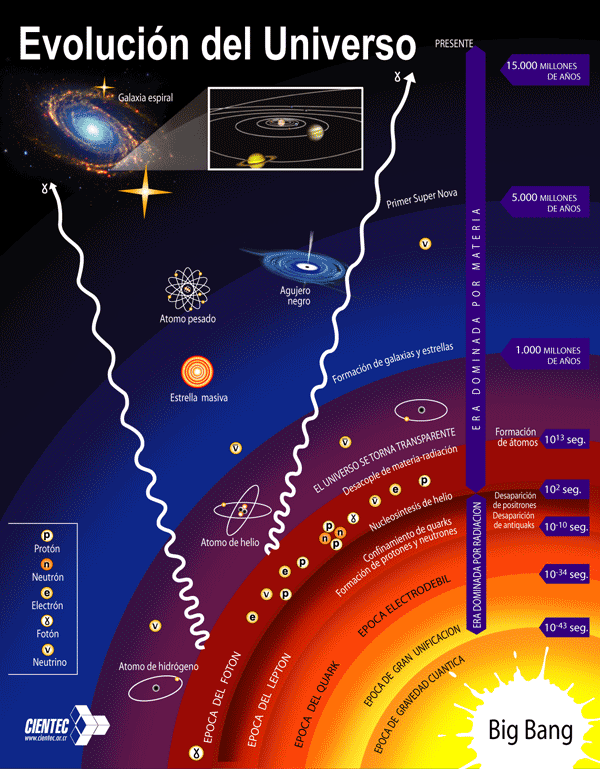 Evolución del Universo
PRESENTE
15.000 MILLONES
DE AÑOS
Galaxia espiral
ɣ
ɣ
Primer Super Nova
5.000 MILLONES
DE AÑOS
ERA DOMINADA POR MATERIA
ν
Agujero
negro
Atomo pesado
Formación de galaxias y estrellas
1.000 MILLONES
DE AÑOS
Estrella masiva
EL UNIVERSO SE TORNA TRANSPARENTE
Formación
de átomos
10¹³ seg.
ν
ν
Desacople de materia-radiación
ν
e
p
Desaparición
de positrones
10² seg.
Nucleosíntesis de helio
Desaparición
de antiquaks
10⁻¹⁰ seg.
p
ɣ
p
n
n
Atomo de helio
Confinamiento de quarks
Formación de protones y neutrones
ERA DOMINADA POR RADIACION
p
Protón
n
Neutrón
e
Electrón
ɣ
Fotón
ν
Neutrino
e
p
e
ν
p
e
ν
10⁻³⁴ seg.
EPOCA ELECTRODEBIL
10⁻⁴³ seg.
EPOCA DE GRAN UNIFICACION
EPOCA DE GRAVEDAD CUANTICA
EPOCA DEL QUARK
EPOCA DEL LEPTON
EPOCA DEL FOTON
Atomo de hidrógeno
ɣ
Big Bang
CIENTEC
www.cientec.or.cr